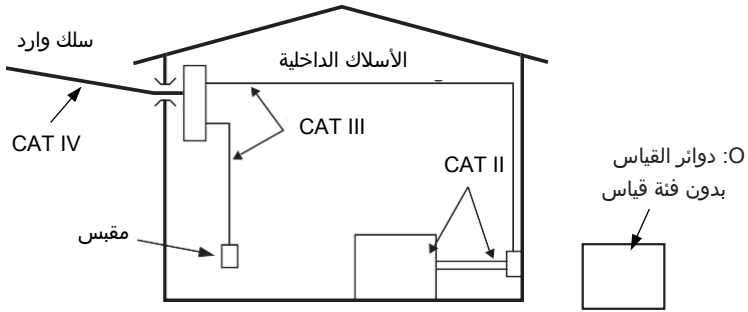 سلك وارد
الأسلاك الداخلية
CAT IV
CAT III
CAT II
O: دوائر القياس
بدون فئة قياس
مقبس